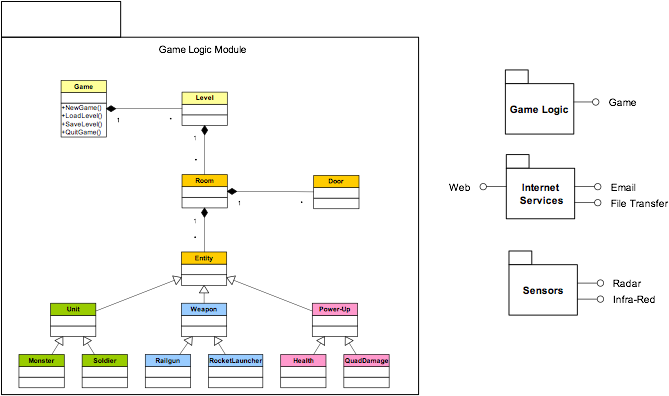 Game Logic Module
Game
+NewGame()
+LoadLevel()
+SaveLevel()
+QuitGame()
1
*
Level
1
*
Room
1
*
Door
1
*
Entity
Unit
Weapon
Power-Up
Monster
Soldier
Railgun
RocketLauncher
Health
QuadDamage
Game Logic
Game
Web
Internet
Services
Email
File Transfer
Sensors
Radar
Infra-Red